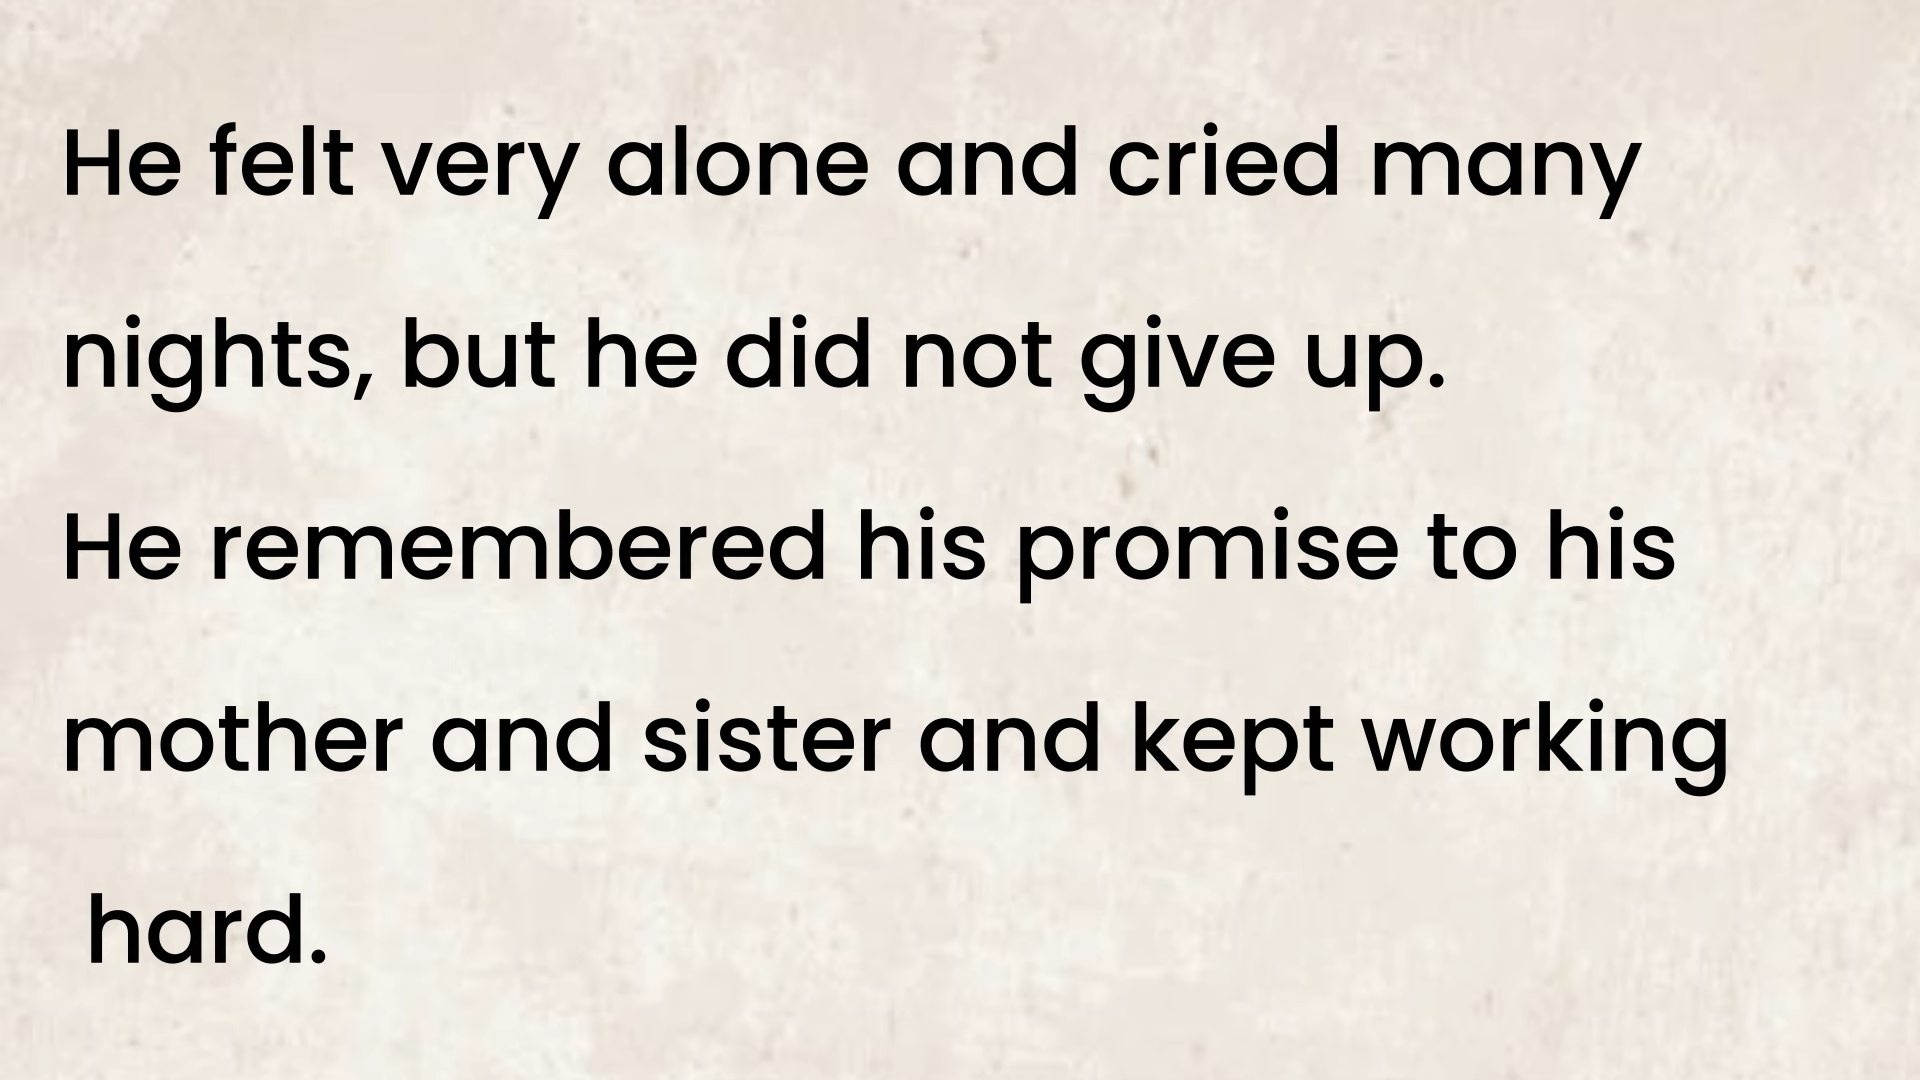 He felt very alone and cried many
nights, but he did not give up.
He remembered his promise to his
mother and sister and kept working
hard.